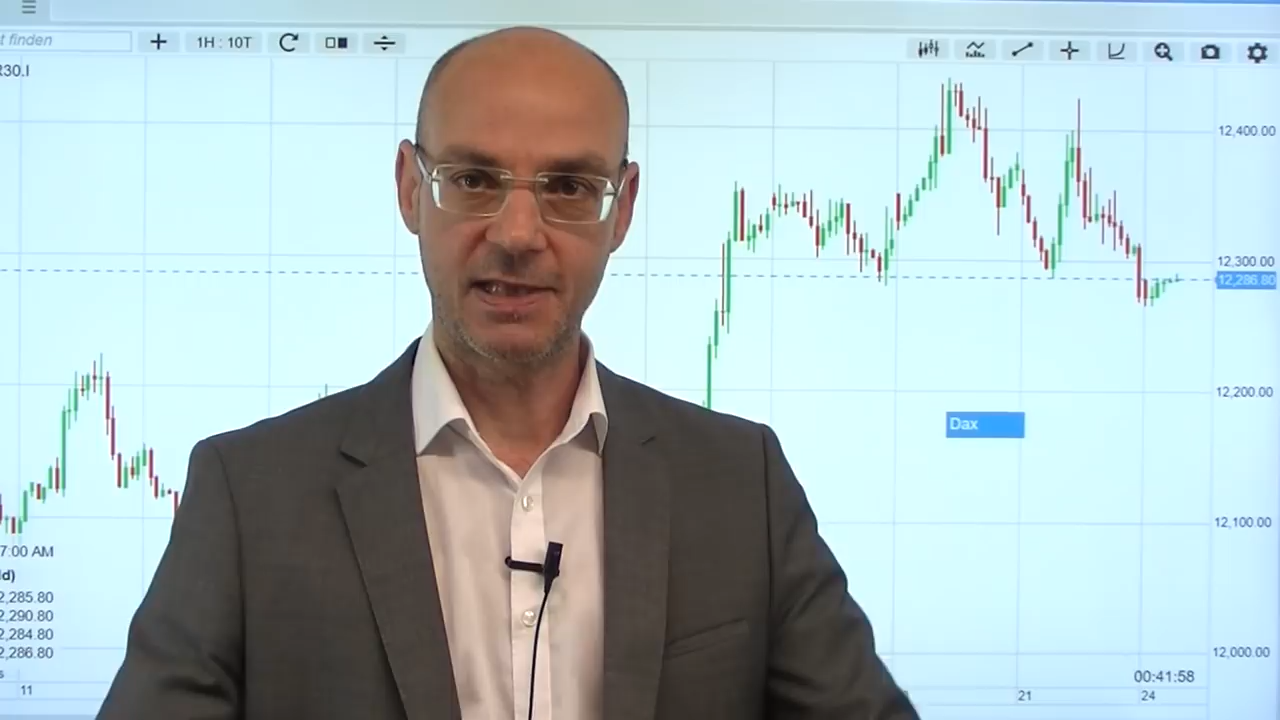 t finden
1H : 10T
R30.I
12,400.00
12,300.00
12,286.80
12,200.00
Dax
12,100.00
7:00 AM
d)
2,285.80
2,290.80
2,284.80
2,286.80
12,000.00
s
00:41:58
11
21
24